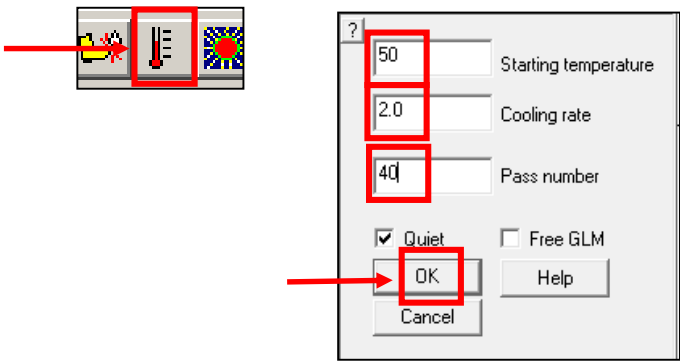 ?
50 Starting temperature
2.0 Cooling rate
40 Pass number
Quiet Free GLM
OK Help
Cancel